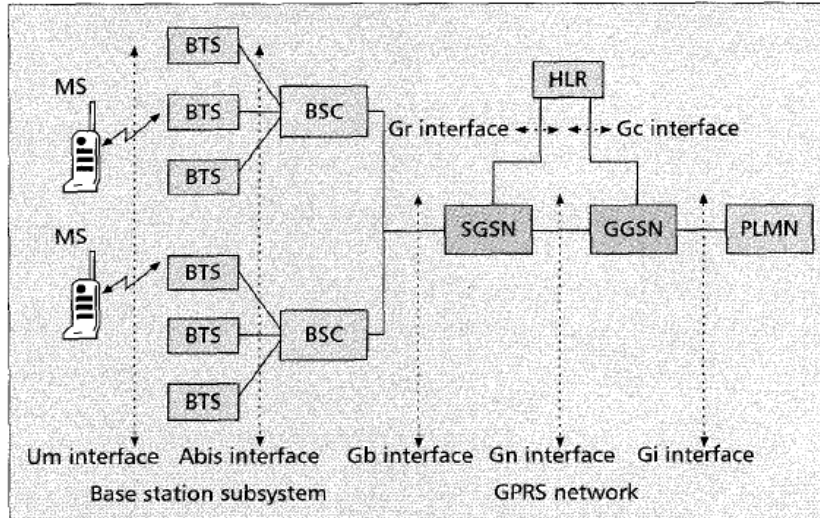 BTS
MS
BTS
BSC
HLR
Gr interface
Gc interface
BTS
SGSN
GGSN
PLMN
MS
BTS
BTS
BSC
BTS
Um interface
Abis interface
Gb interface
Gn interface
Gi interface
Base station subsystem
GPRS network